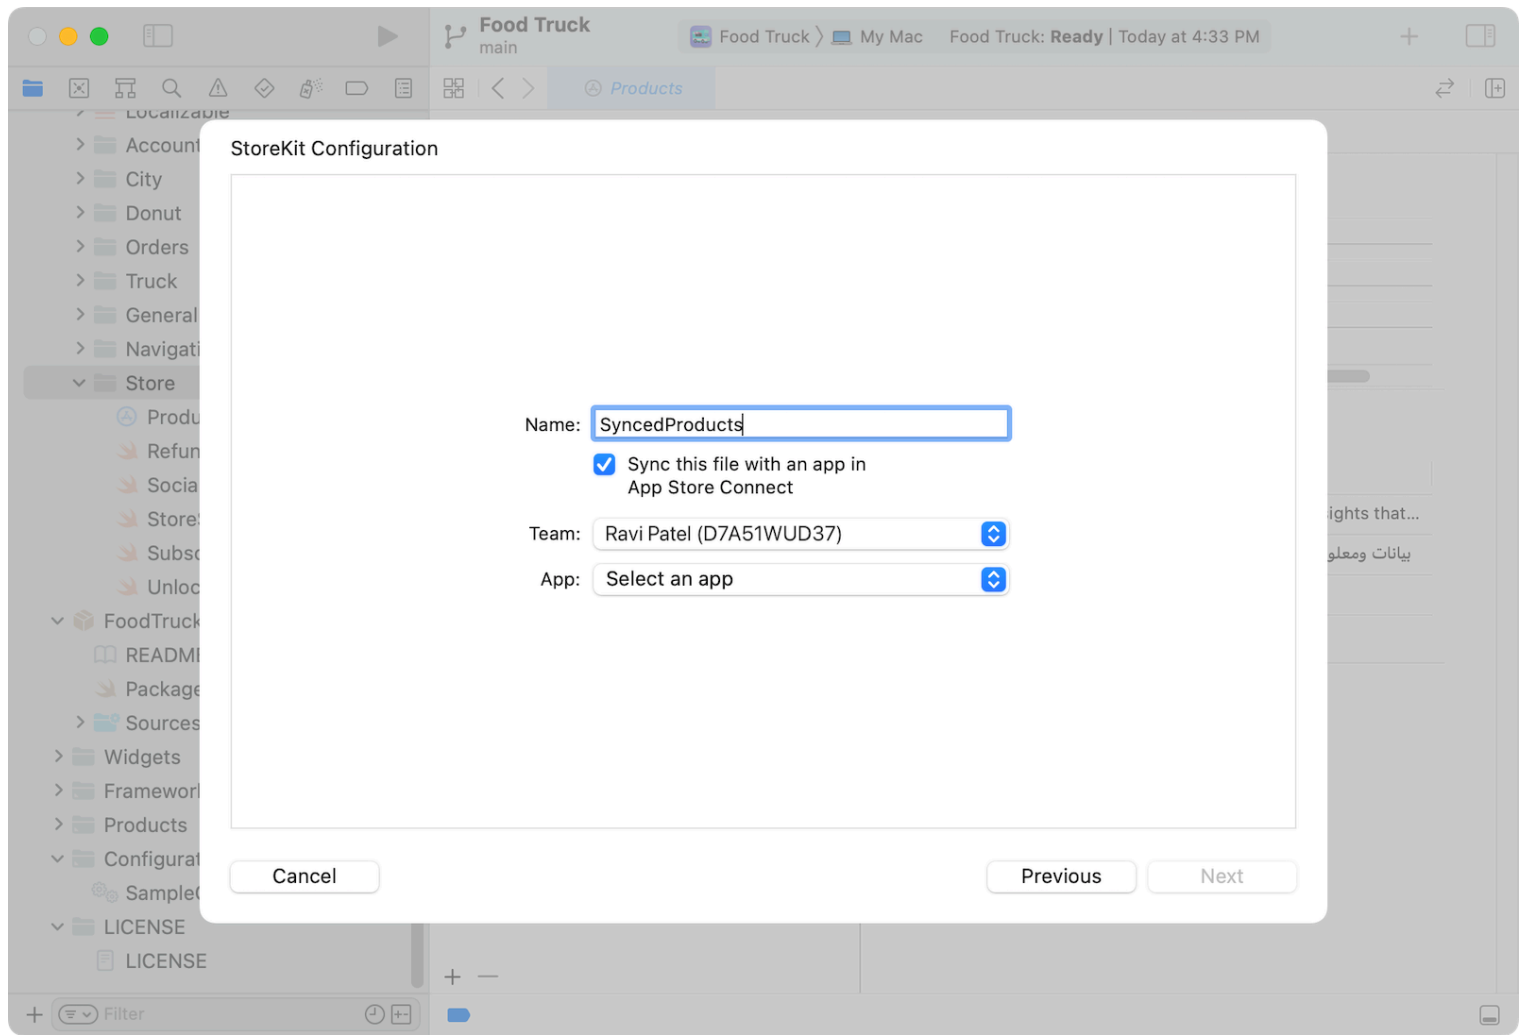 Food Truck
main
Food Truck
My Mac
Food Truck: Ready | Today at 4:33 PM
Products
Localizable
Account
City
Donut
Orders
Truck
General
Navigati
Store
Produ
Refun
Socia
Store
Subsc
Unloc
FoodTruck
README
Package
Sources
Widgets
Framewor
Products
Configurat
Sample
LICENSE
LICENSE
Filter
StoreKit Configuration
Name: SyncedProducts
Sync this file with an app in
App Store Connect
Team: Ravi Patel (D7A51WUD37)
App: Select an app
Cancel
Previous
Next
ights that...
بيانات ومعلو